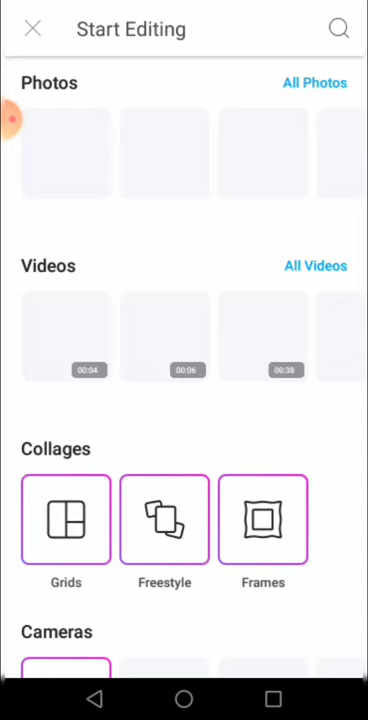 Start Editing
Photos All Photos
Videos All Videos
00:04 00:06 00:38
Collages
Grids Freestyle Frames
Cameras